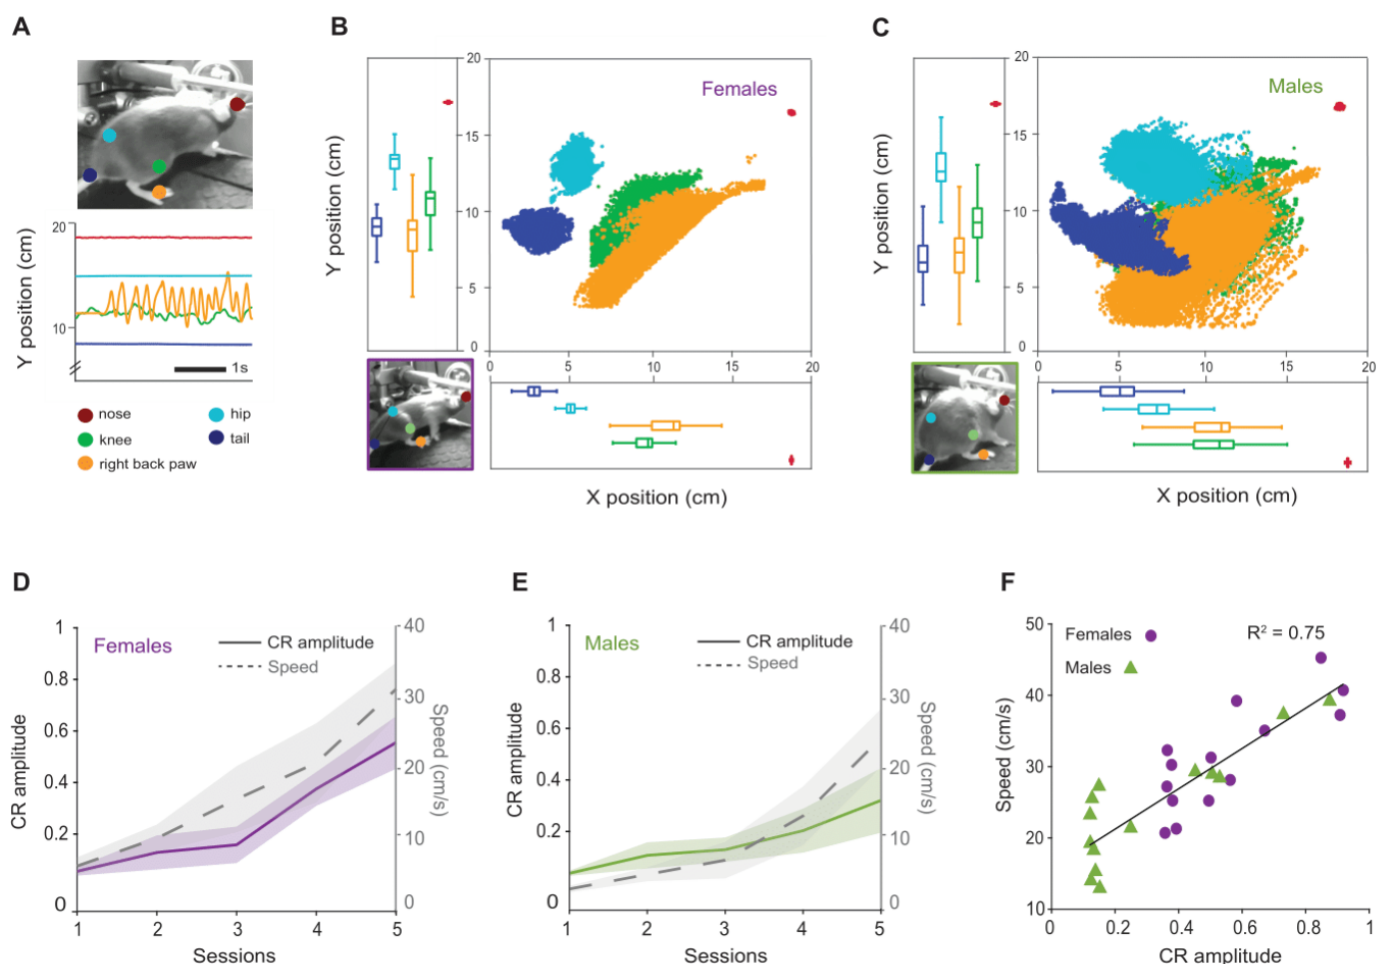 A
B
C
20
10
Y position (cm)
1s
nose
hip
knee
tail
right back paw
Females
20
15
10
5
0
Y position (cm)
0
5
10
15
20
X position (cm)
Males
20
15
10
5
0
Y position (cm)
0
5
10
15
20
X position (cm)
D
E
F
Females
CR amplitude
Speed
1
0.8
0.6
0.4
0.2
0
CR amplitude
40
30
20
10
0
Speed (cm/s)
1
2
3
4
5
Sessions
Males
CR amplitude
Speed
1
0.8
0.6
0.4
0.2
0
CR amplitude
40
30
20
10
0
Speed (cm/s)
1
2
3
4
5
Sessions
Females
Males
R² = 0.75
50
40
30
20
10
Speed (cm/s)
0
0.2
0.4
0.6
0.8
1
CR amplitude